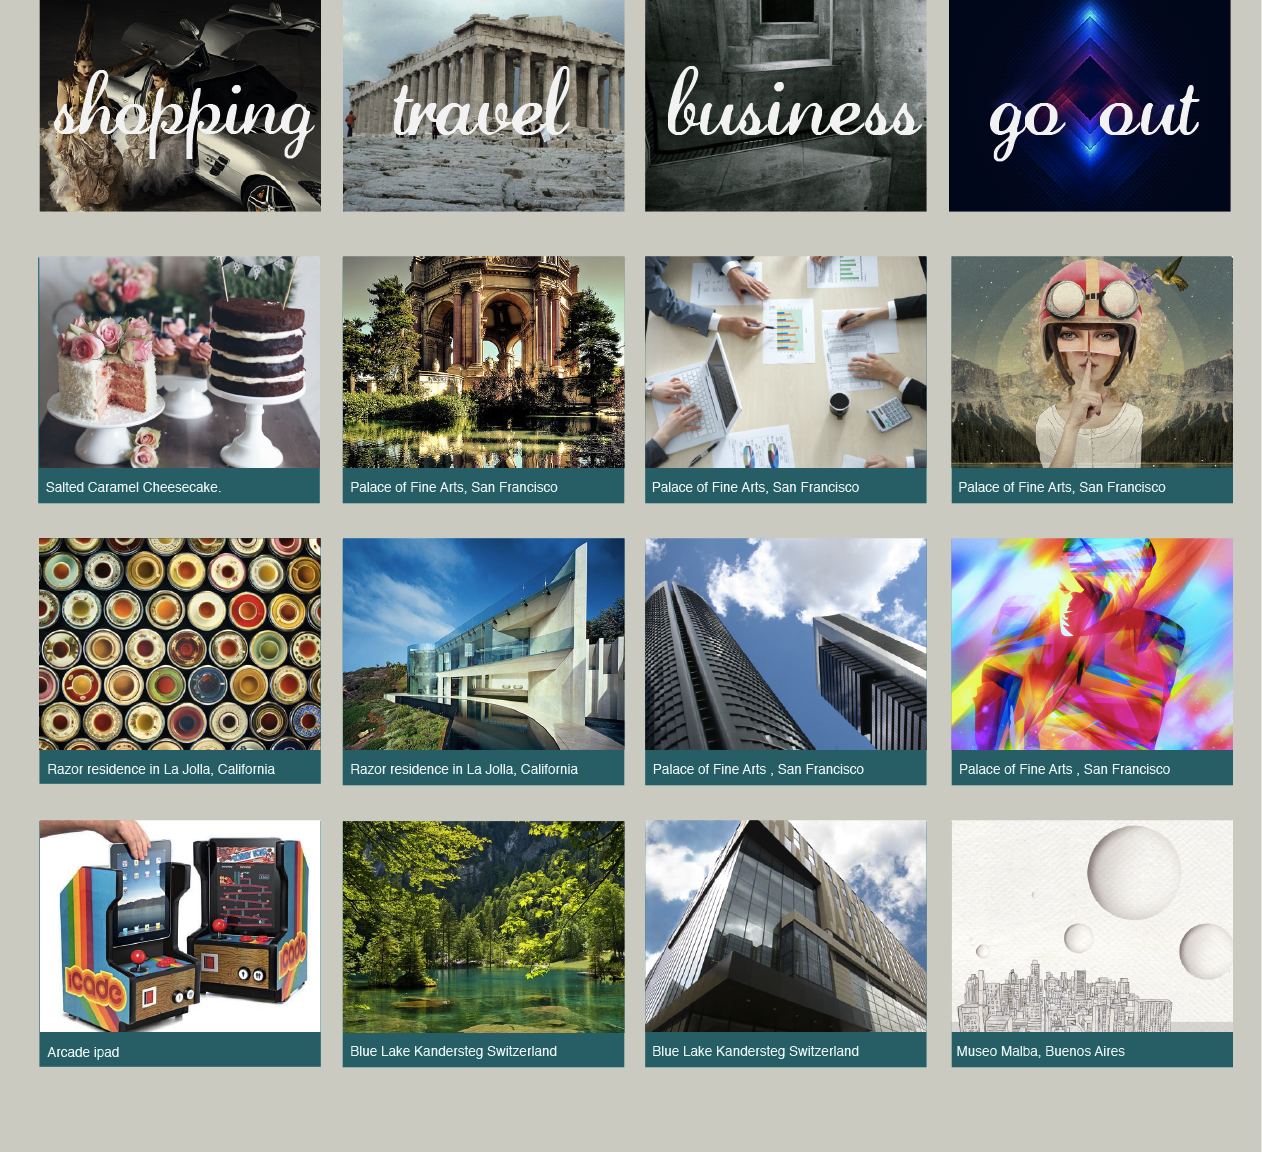 shopping
travel
business
go out
Salted Caramel Cheesecake.
Palace of Fine Arts, San Francisco
Palace of Fine Arts, San Francisco
Palace of Fine Arts, San Francisco
Razor residence in La Jolla, California
Razor residence in La Jolla, California
Palace of Fine Arts , San Francisco
Palace of Fine Arts , San Francisco
icade
icade
Arcade ipad
Blue Lake Kandersteg Switzerland
Blue Lake Kandersteg Switzerland
Museo Malba, Buenos Aires